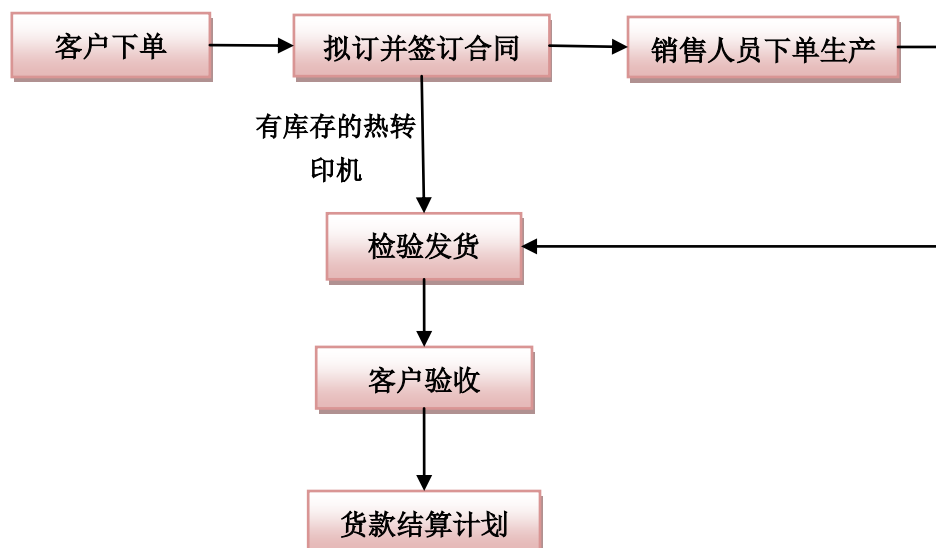 客户下单
拟订并签订合同
销售人员下单生产
有库存的热转
印机
检验发货
客户验收
货款结算计划